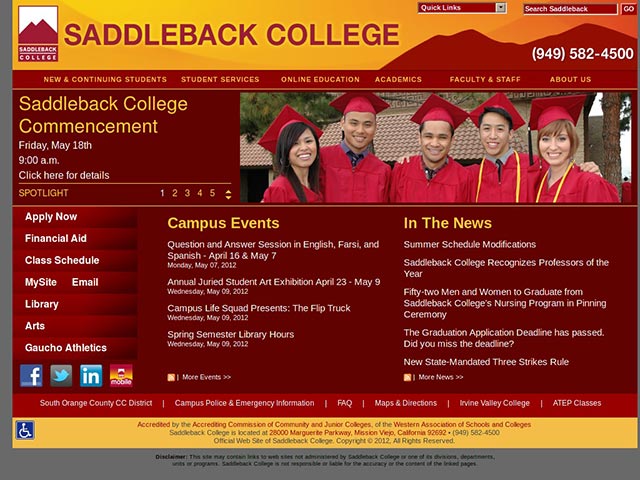 Quick Links
Search Saddleback
GO
SADDLEBACK
COLLEGE
SADDLEBACK COLLEGE
(949) 582-4500
NEW & CONTINUING STUDENTS
STUDENT SERVICES
ONLINE EDUCATION
ACADEMICS
FACULTY & STAFF
ABOUT US
Saddleback College
Commencement
Friday, May 18th
9:00 a.m.
Click here for details
SPOTLIGHT
1 2 3 4 5
Apply Now
Financial Aid
Class Schedule
MySite Email
Library
Arts
Gaucho Athletics
mobile
Campus Events
Question and Answer Session in English, Farsi, and
Spanish - April 16 & May 7
Monday, May 07, 2012
Annual Juried Student Art Exhibition April 23 - May 9
Wednesday, May 09, 2012
Campus Life Squad Presents: The Flip Truck
Wednesday, May 09, 2012
Spring Semester Library Hours
Wednesday, May 09, 2012
| More Events >>
In The News
Summer Schedule Modifications
Saddleback College Recognizes Professors of the
Year
Fifty-two Men and Women to Graduate from
Saddleback College's Nursing Program in Pinning
Ceremony
The Graduation Application Deadline has passed.
Did you miss the deadline?
New State-Mandated Three Strikes Rule
| More News >>
South Orange County CC District | Campus Police & Emergency Information | FAQ | Maps & Directions | Irvine Valley College | ATEP Classes
Accredited by the Accrediting Commission of Community and Junior Colleges, of the Western Association of Schools and Colleges
Saddleback College is located at 28000 Marguerite Parkway, Mission Viejo, California 92692 • (949) 582-4500
Official Web Site of Saddleback College. Copyright © 2012, All Rights Reserved.
Disclaimer: This site may contain links to web sites not administered by Saddleback College or one of its divisions, departments,
units or programs. Saddleback College is not responsible or liable for the accuracy or the content of the linked pages.